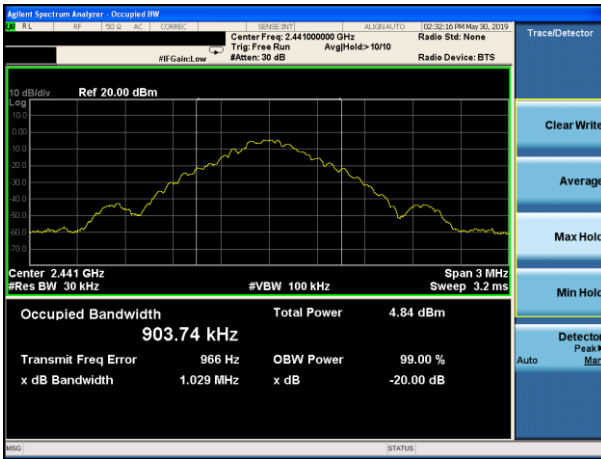 Agilent Spectrum Analyzer - Occupied BW
RL RF 50 Ω AC CORREC SENSE:INT ALIGNAUTO 02:32:16 PM May 30, 2019
Center Freq: 2.441000000 GHz Radio Std: None
Trig: Free Run Avg|Hold:>10/10
#IFGain:Low #Atten: 30 dB Radio Device: BTS
10 dB/div Ref 20.00 dBm
Log
10.0
0.00
-10.0
-20.0
-30.0
-40.0
-50.0
-60.0
-70.0
Center 2.441 GHz Span 3 MHz
#Res BW 30 kHz #VBW 100 kHz Sweep 3.2 ms
Occupied Bandwidth Total Power 4.84 dBm
903.74 kHz
Transmit Freq Error 966 Hz OBW Power 99.00 %
x dB Bandwidth 1.029 MHz x dB -20.00 dB
MSG STATUS
Trace/Detector
Clear Write
Average
Max Hold
Min Hold
Detector
Peak
Auto Man